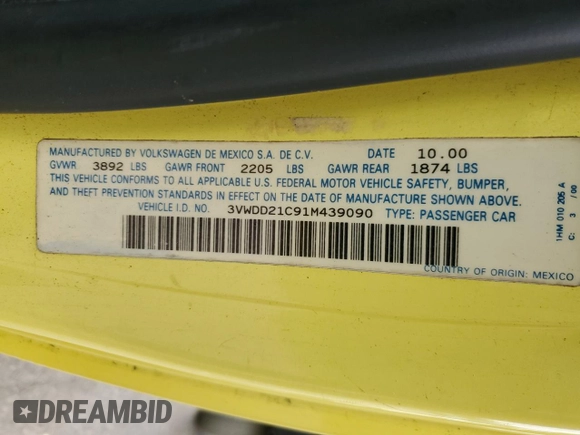 MANUFACTURED BY VOLKSWAGEN DE MEXICO S.A. DE C.V. DATE 10.00
GVWR 3892 LBS GAWR FRONT 2205 LBS GAWR REAR 1874 LBS
THIS VEHICLE CONFORMS TO ALL APPLICABLE U.S. FEDERAL MOTOR VEHICLE SAFETY, BUMPER,
AND THEFT PREVENTION STANDARDS IN EFFECT ON THE DATE OF MANUFACTURE SHOWN ABOVE.
VEHICLE I.D. NO. 3VWDD21C91M439090 TYPE: PASSENGER CAR
COUNTRY OF ORIGIN: MEXICO
1HM 010 205 A
C: 3 / 00
DREAMBID